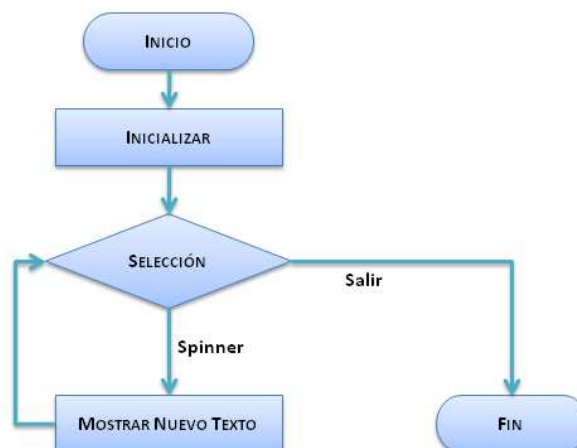 INICIO
INICIALIZAR
SELECCIÓN
Salir
Spinner
MOSTRAR NUEVO TEXTO
FIN